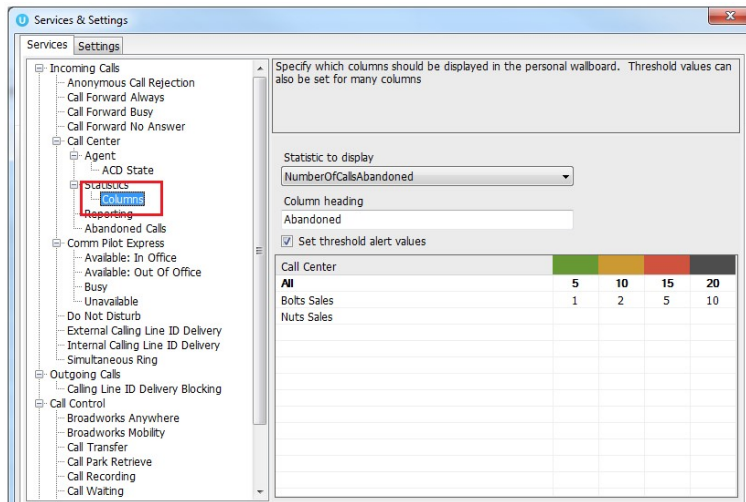 Services & Settings
Services Settings
Incoming Calls
Anonymous Call Rejection
Call Forward Always
Call Forward Busy
Call Forward No Answer
Call Center
Agent
ACD State
Statistics
Columns
Reporting
Abandoned Calls
Comm Pilot Express
Available: In Office
Available: Out Of Office
Busy
Unavailable
Do Not Disturb
External Calling Line ID Delivery
Internal Calling Line ID Delivery
Simultaneous Ring
Outgoing Calls
Calling Line ID Delivery Blocking
Call Control
Broadworks Anywhere
Broadworks Mobility
Call Transfer
Call Park Retrieve
Call Recording
Call Waiting
Specify which columns should be displayed in the personal wallboard. Threshold values can
also be set for many columns
Statistic to display
NumberOfCallsAbandoned
Column heading
Abandoned
Set threshold alert values
Call Center
All 5 10 15 20
Bolts Sales 1 2 5 10
Nuts Sales